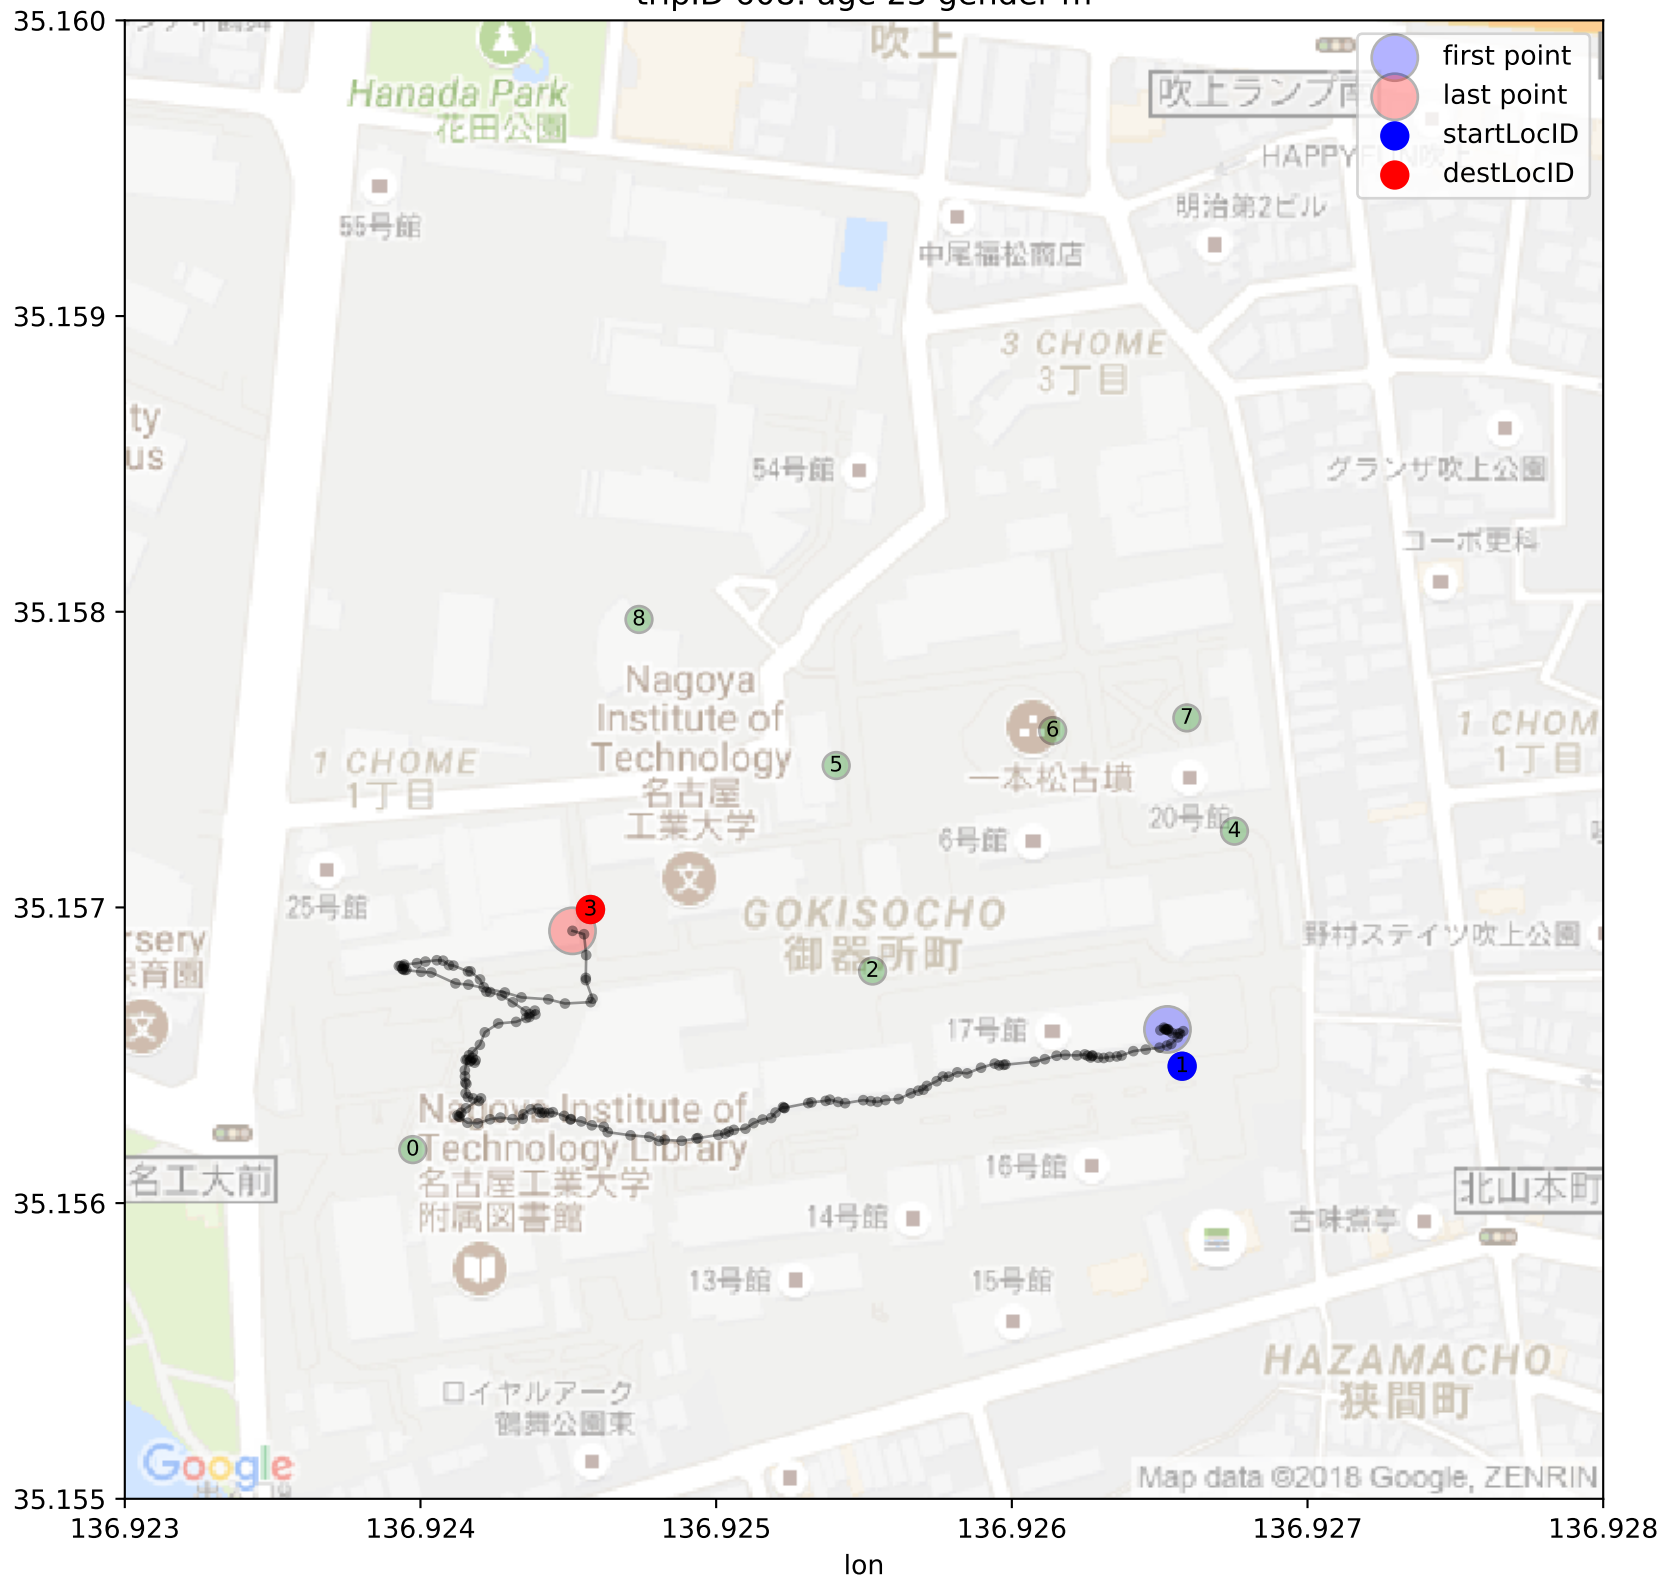 35.160
吹上
first point
Hanada Park
花田公園
吹上ランプ
last point
startLocID
destLocID
55号館
明治第2ビル
中尾福松商店
35.159
3 CHOME
3丁目
ty
us
54号館
グランザ吹上公園
コーポ更科
35.158
8
Nagoya
Institute of
Technology
名古屋
工業大学
1 CHOME
1丁目
5
6
7
一本松古墳
1 CHOM
1丁目
6号館
20号館
4
25号館
35.157
3
GOKISOCHO
御器所町
2
rsery
保育園
野村ステイツ吹上公園
17号館
1
Nagoya Institute of
Technology Library
名古屋工業大学
附属図書館
0
名工大前
16号館
北山本町
35.156
14号館
古味煮亭
13号館
15号館
HAZAMACHO
狭間町
ロイヤルアーク
鶴舞公園東
Google
Map data ©2018 Google, ZENRIN
35.155
136.923
136.924
136.925
136.926
136.927
136.928
lon